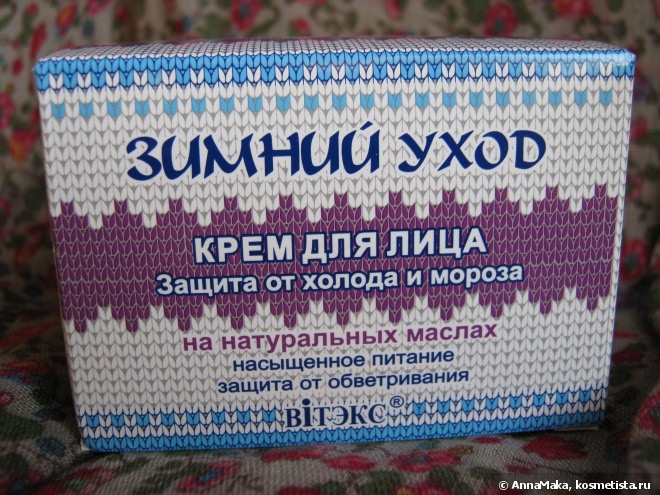 ЗИМНИЙ УХОД
КРЕМ ДЛЯ ЛИЦА
Защита от холода и мороза
на натуральных маслах
насыщенное питание
защита от обветривания
ВiТЭКС®
© AnnaMaka, kosmetista.ru